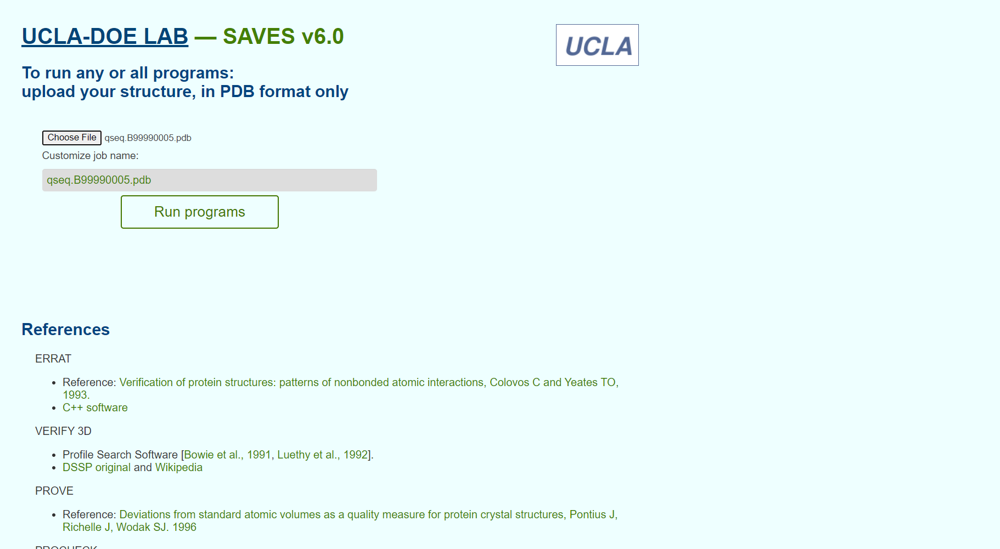 UCLA-DOE LAB — SAVES v6.0
UCLA
To run any or all programs:
upload your structure, in PDB format only
Choose File qseq.B99990005.pdb
Customize job name:
qseq.B99990005.pdb
Run programs
References
ERRAT
• Reference: Verification of protein structures: patterns of nonbonded atomic interactions, Colovos C and Yeates TO,
1993.
• C++ software
VERIFY 3D
• Profile Search Software [Bowie et al., 1991, Luethy et al., 1992].
• DSSP original and Wikipedia
PROVE
• Reference: Deviations from standard atomic volumes as a quality measure for protein crystal structures, Pontius J,
Richelle J, Wodak SJ. 1996
PROCHECK